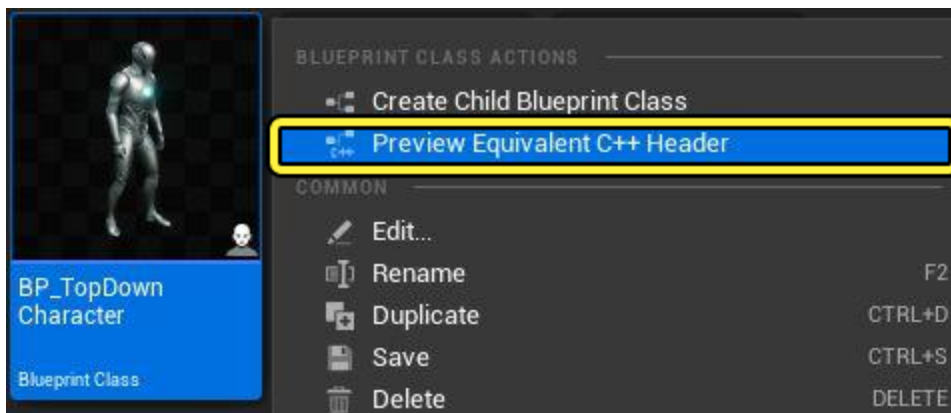 BP_TopDown
Character
Blueprint Class
BLUEPRINT CLASS ACTIONS
Create Child Blueprint Class
C++ Preview Equivalent C++ Header
COMMON
Edit...
Rename F2
Duplicate CTRL+D
Save CTRL+S
Delete DELETE